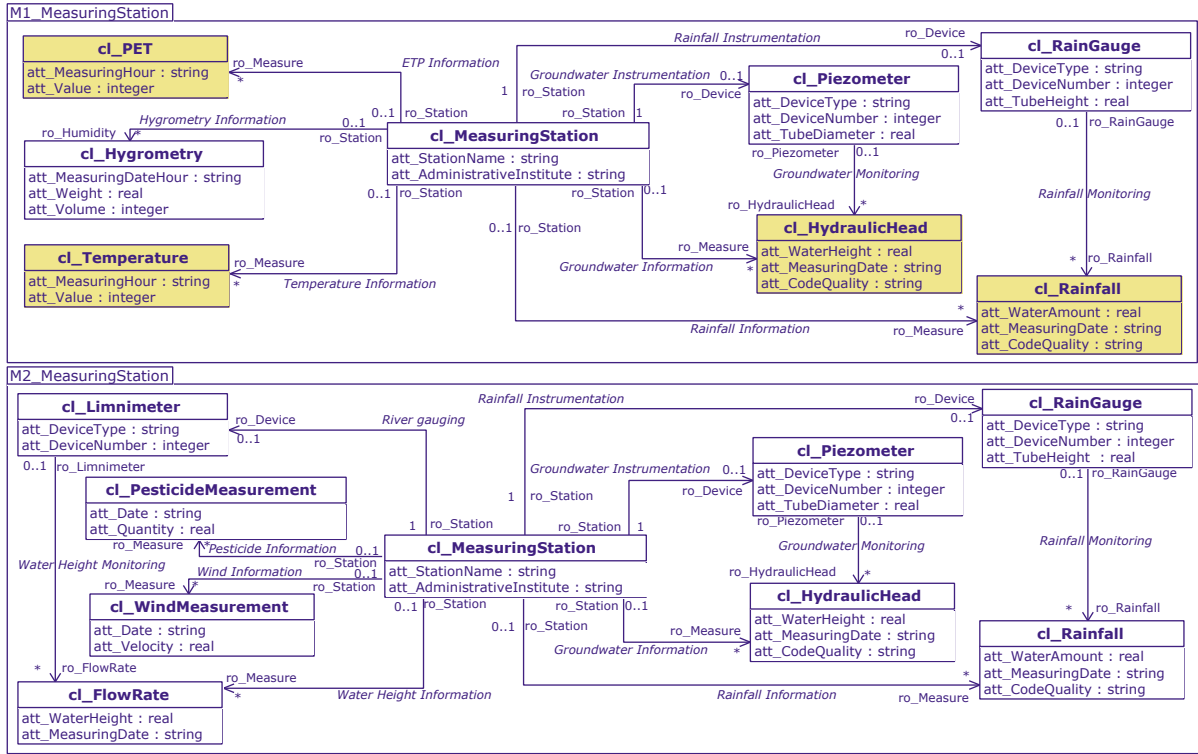 M1_MeasuringStation
cl_PET
att_MeasuringHour : string
att_Value : integer
ro_Measure
*
ETP Information
0..1
ro_Station
Hygrometry Information
0..1
ro_Station
ro_Humidity
*
cl_Hygrometry
att_MeasuringDateHour : string
att_Weight : real
att_Volume : integer
cl_Temperature
att_MeasuringHour : string
att_Value : integer
ro_Measure
*
Temperature Information
0..1
ro_Station
cl_MeasuringStation
att_StationName : string
att_AdministrativeInstitute : string
Rainfall Instrumentation
ro_Device
0..1
1
ro_Station
Groundwater Instrumentation
0..1
ro_Device
ro_Station
1
cl_Piezometer
att_DeviceType : string
att_DeviceNumber : integer
att_TubeDiameter : real
ro_Piezometer
0..1
Groundwater Monitoring
ro_HydraulicHead
*
cl_HydraulicHead
att_WaterHeight : real
att_MeasuringDate : string
att_CodeQuality : string
0..1
ro_Station
ro_Measure
*
Groundwater Information
0..1
ro_Station
Rainfall Information
*
ro_Measure
cl_RainGauge
att_DeviceType : string
att_DeviceNumber : integer
att_TubeHeight : real
0..1
ro_RainGauge
Rainfall Monitoring
*
ro_Rainfall
cl_Rainfall
att_WaterAmount : real
att_MeasuringDate : string
att_CodeQuality : string
M2_MeasuringStation
cl_Limnimeter
att_DeviceType : string
att_DeviceNumber : integer
ro_Device
0..1
River gauging
1
ro_Station
0..1
ro_Limnimeter
Water Height Monitoring
*
ro_FlowRate
cl_PesticideMeasurement
att_Date : string
att_Quantity : real
ro_Measure
*
Pesticide Information
0..1
ro_Station
Wind Information
0..1
ro_Station
ro_Measure
*
cl_WindMeasurement
att_Date : string
att_Velocity : real
cl_FlowRate
att_WaterHeight : real
att_MeasuringDate : string
ro_Measure
*
Water Height Information
0..1
ro_Station
cl_MeasuringStation
att_StationName : string
att_AdministrativeInstitute : string
Rainfall Instrumentation
ro_Device
0..1
1
ro_Station
Groundwater Instrumentation
0..1
ro_Device
ro_Station
1
cl_Piezometer
att_DeviceType : string
att_DeviceNumber : integer
att_TubeDiameter : real
ro_Piezometer
0..1
Groundwater Monitoring
ro_HydraulicHead
*
cl_HydraulicHead
att_WaterHeight : real
att_MeasuringDate : string
att_CodeQuality : string
ro_Station
0..1
ro_Measure
*
Groundwater Information
0..1
ro_Station
Rainfall Information
*
ro_Measure
cl_RainGauge
att_DeviceType : string
att_DeviceNumber : integer
att_TubeHeight : real
0..1
ro_RainGauge
Rainfall Monitoring
*
ro_Rainfall
cl_Rainfall
att_WaterAmount : real
att_MeasuringDate : string
att_CodeQuality : string